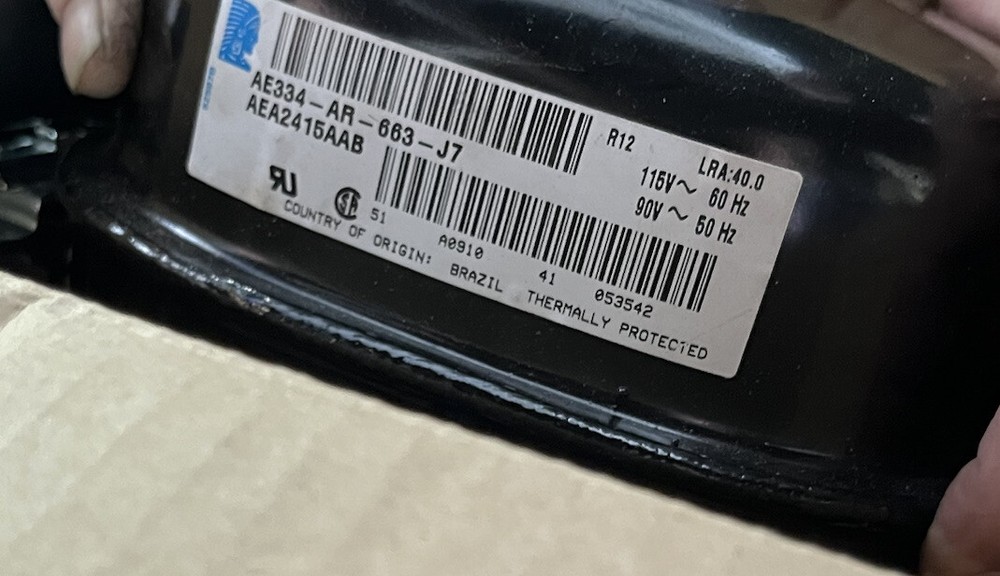 AE334-AR-663-J7
AEA2415AAB
R12
LRA:40.0
115V~ 60 Hz
90V~ 50 Hz
51 A0910 41 053542
COUNTRY OF ORIGIN: BRAZIL THERMALLY PROTECTED